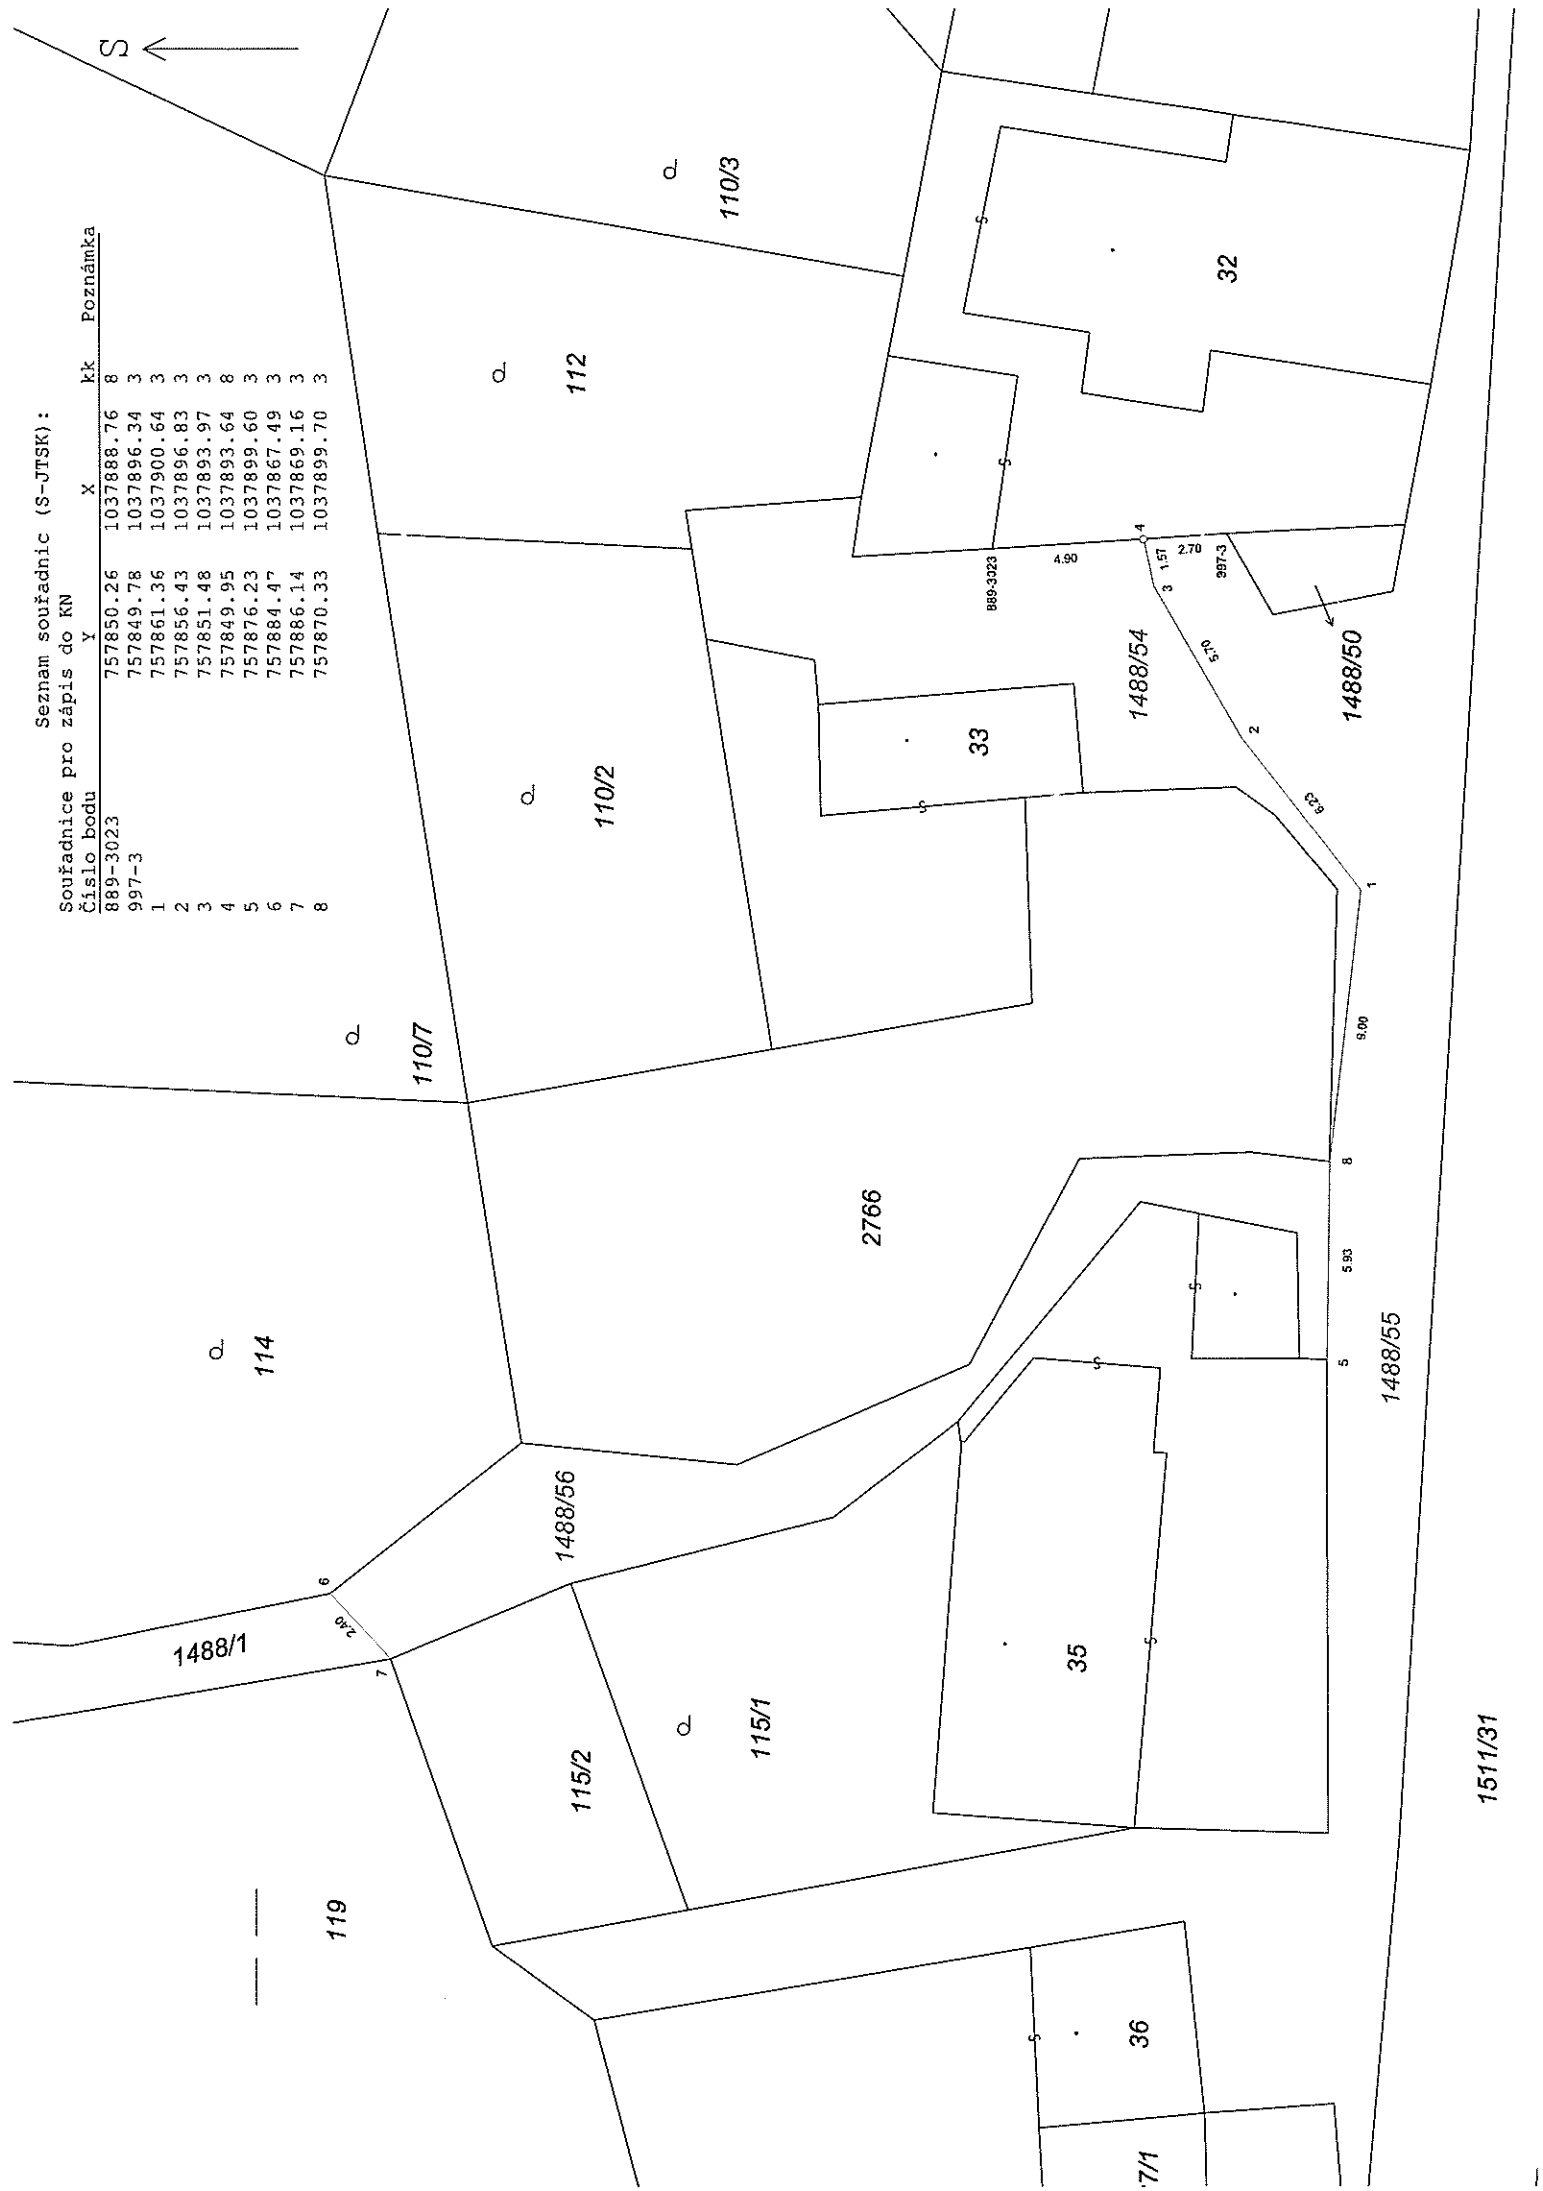 Seznam souřadnic (S-JTSK):
Souřadnice pro zápis do KN
Číslo bodu Y X kk Poznámka
889-3023 757850.26 1037888.76 8
997-3 757849.78 1037896.34 3
1 757861.36 1037900.64 3
2 757856.43 1037896.83 3
3 757851.48 1037893.97 3
4 757849.95 1037893.64 8
5 757876.23 1037899.60 3
6 757884.47 1037867.49 3
7 757886.14 1037869.16 3
8 757870.33 1037899.70 3
S
119
1488/1
6
2.40
7
114
110/7
110/2
112
110/3
115/2
1488/56
115/1
2766
33
889-3023
4.90
4
1.57
3
2.70
997-3
32
35
1488/54
5.70
2
6.23
1
1488/50
36
7/1
5
5.93
8
9.00
1488/55
1511/31